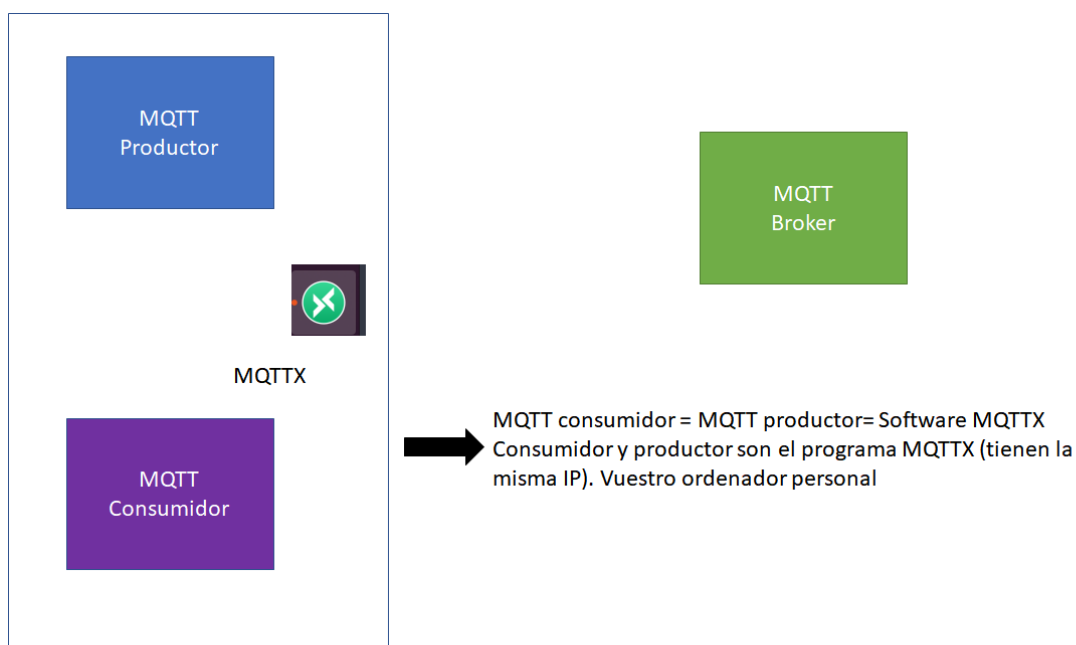 MQTT
Productor
MQTT
Broker
MQTTX
MQTT consumidor = MQTT productor= Software MQTTX
Consumidor y productor son el programa MQTTX (tienen la
misma IP). Vuestro ordenador personal
MQTT
Consumidor